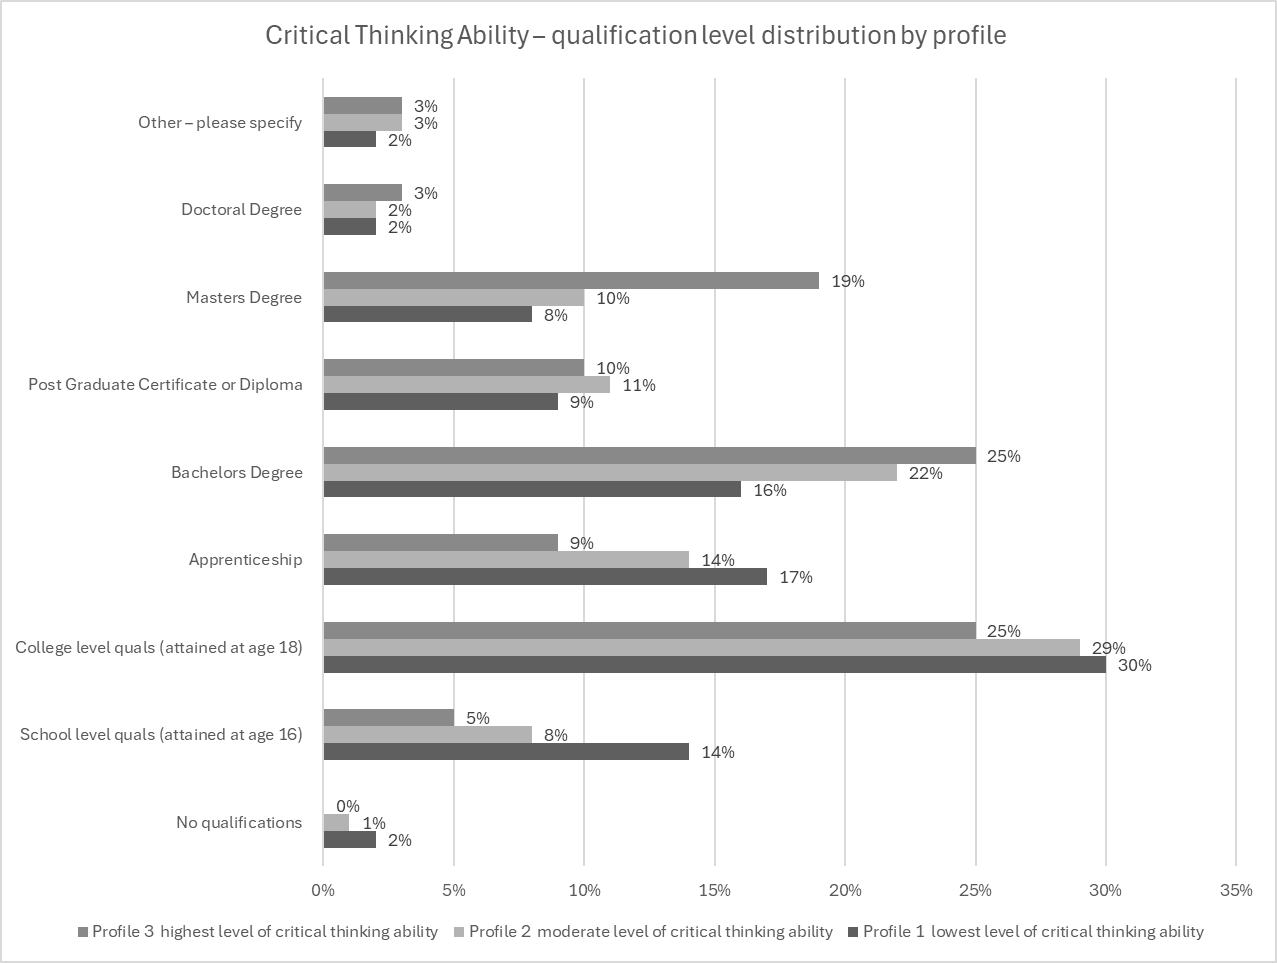 Critical Thinking Ability – qualification level distribution by profile
Other – please specify
3%
3%
2%
Doctoral Degree
3%
2%
2%
Masters Degree
19%
10%
8%
Post Graduate Certificate or Diploma
10%
11%
9%
Bachelors Degree
25%
22%
16%
Apprenticeship
9%
14%
17%
College level quals (attained at age 18)
25%
29%
30%
School level quals (attained at age 16)
5%
8%
14%
No qualifications
0%
1%
2%
0% 5% 10% 15% 20% 25% 30% 35%
Profile 3 highest level of critical thinking ability Profile 2 moderate level of critical thinking ability Profile 1 lowest level of critical thinking ability